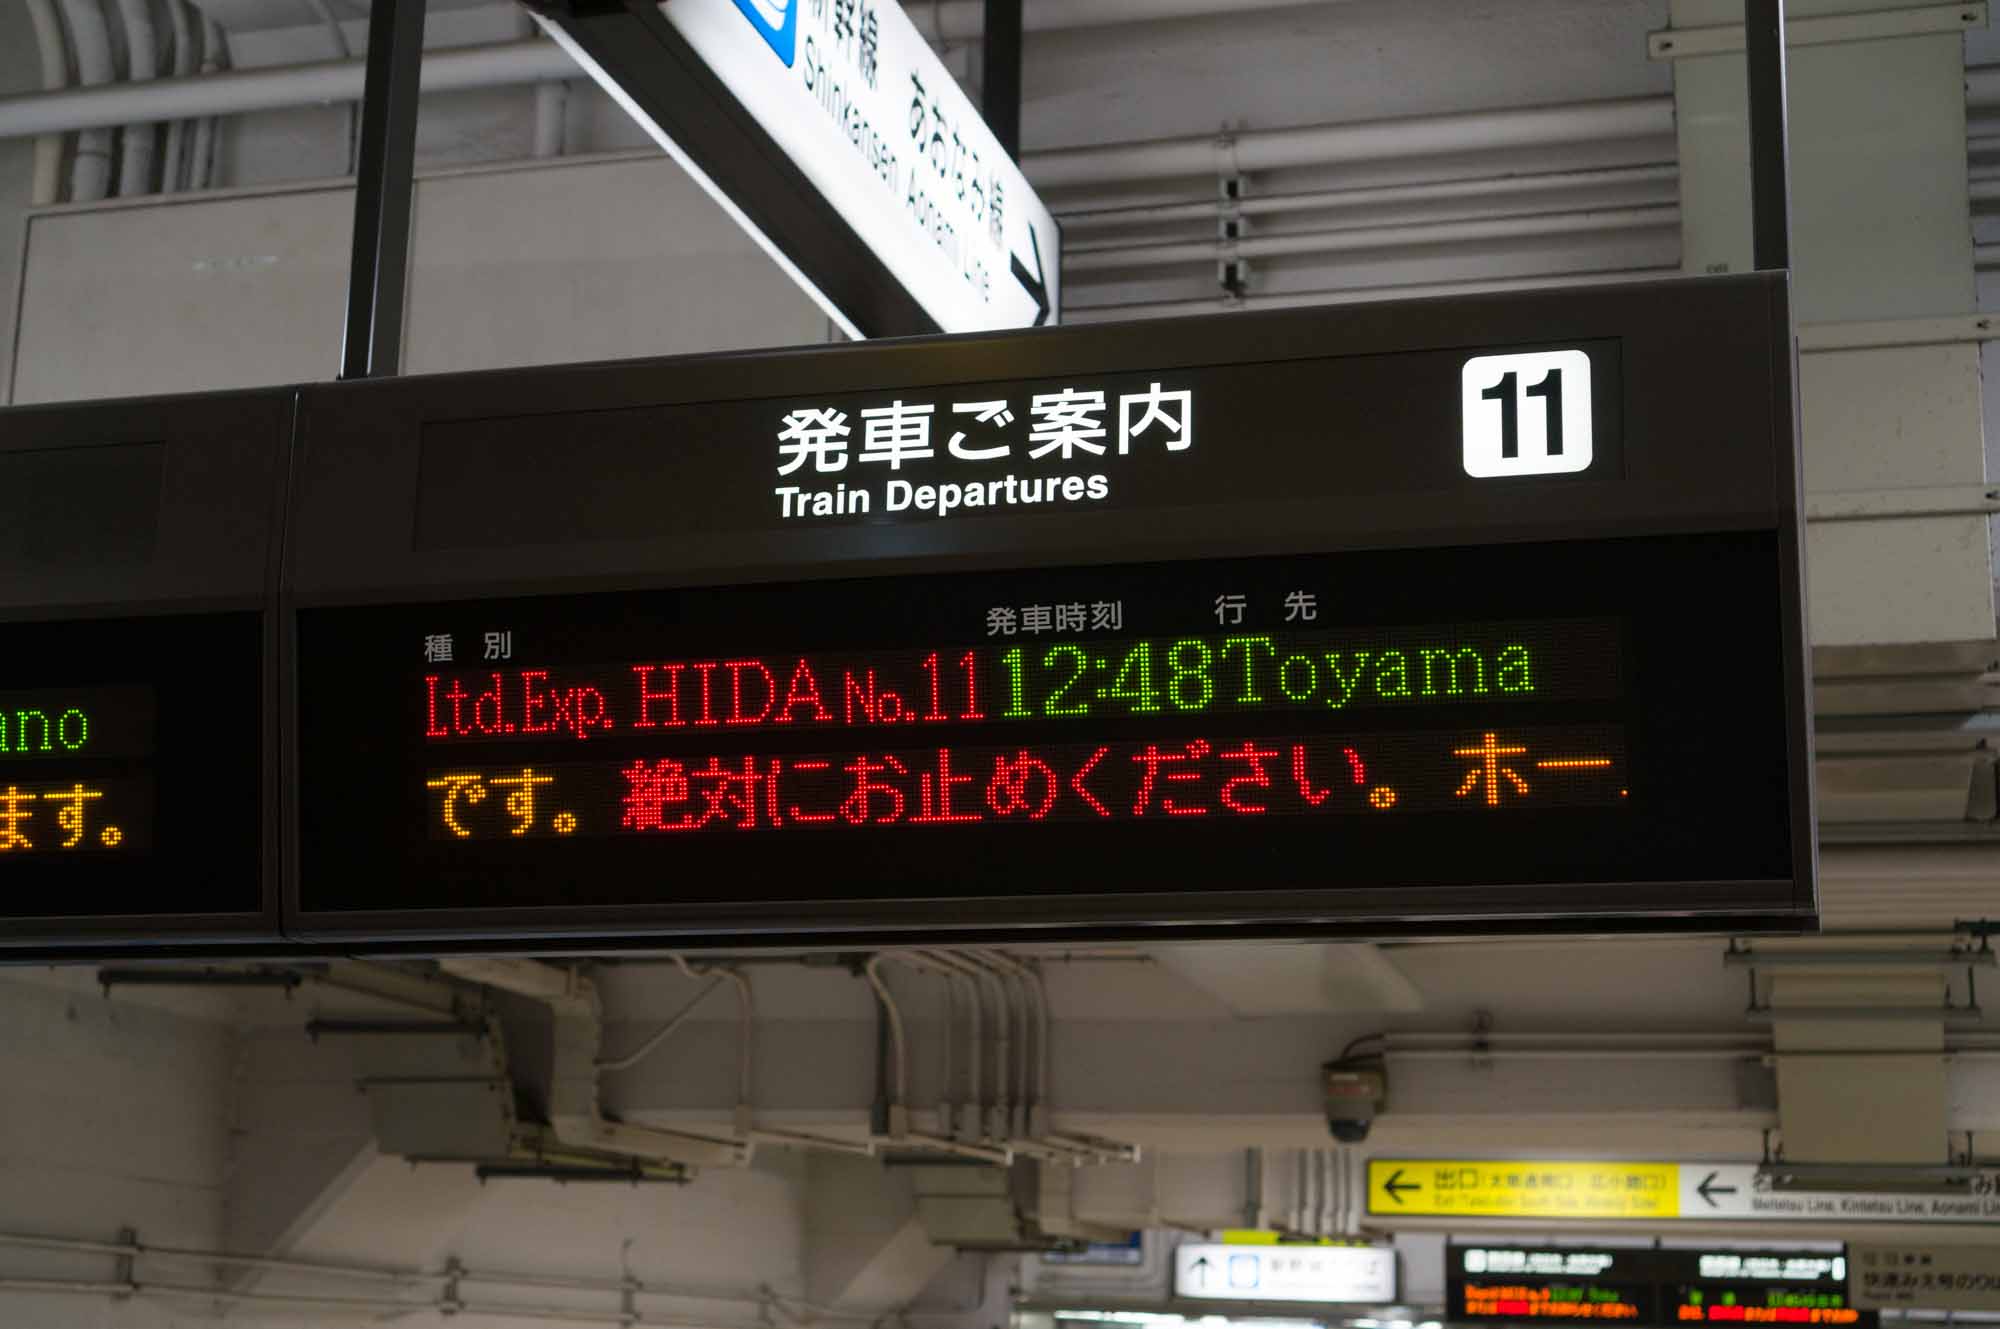 新幹線 あおなみ線
Shinkansen Aonami Line
発車ご案内
Train Departures
11
種 別
発車時刻
行 先
Ltd.Exp. HIDA No.11 12:48 Toyama
です。絶対にお止めください。ホー
ano
ます。
出口
Meitetsu Line, Kintetsu Line, Aonami Lin